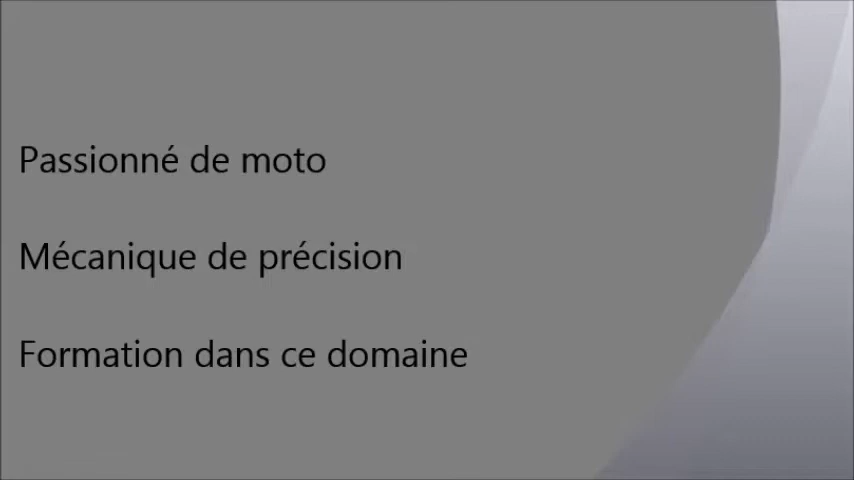 Passionné de moto
Mécanique de précision
Formation dans ce domaine